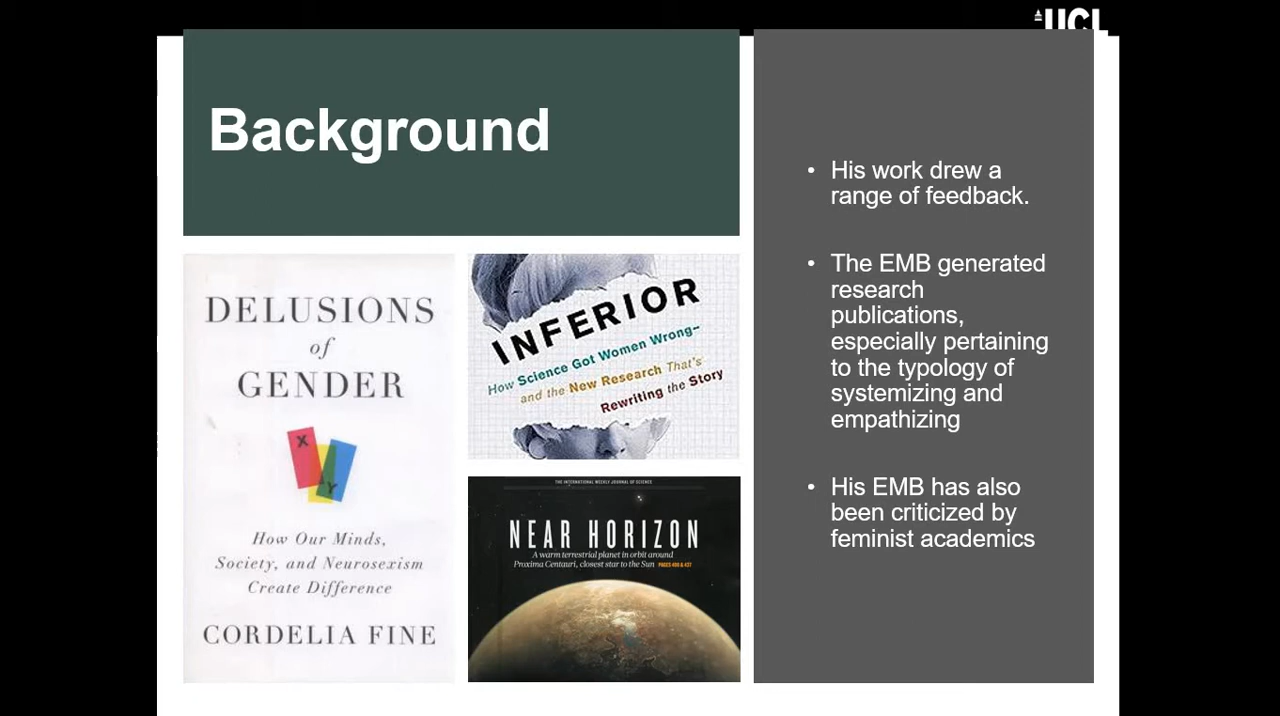 UCL
Background
DELUSIONS
of
GENDER
X
Y
How Our Minds,
Society, and Neurosexism
Create Difference
CORDELIA FINE
INFERIOR
How Science Got Women Wrong–
and the New Research That's
Rewriting the Story
THE INTERNATIONAL WEEKLY JOURNAL OF SCIENCE
NEAR HORIZON
A warm terrestrial planet in orbit around
Proxima Centauri, closest star to the Sun
• His work drew a
range of feedback.
• The EMB generated
research
publications,
especially pertaining
to the typology of
systemizing and
empathizing
• His EMB has also
been criticized by
feminist academics